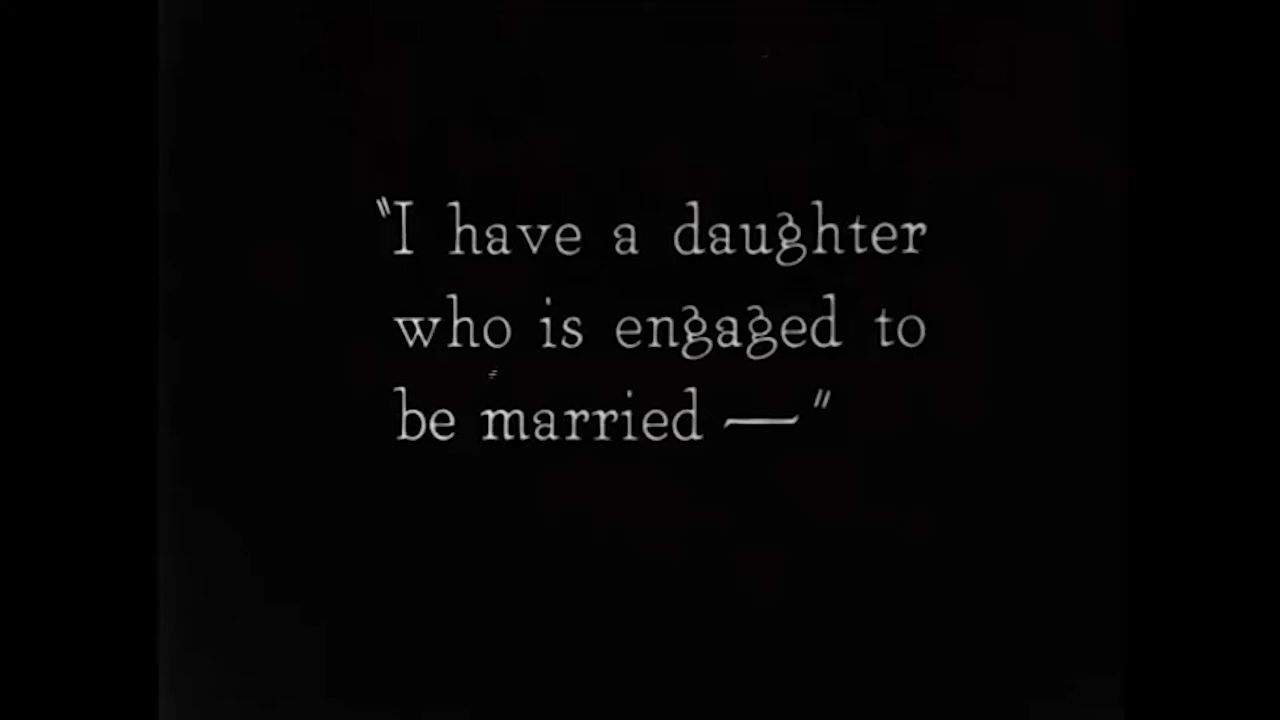 "I have a daughter
who is engaged to
be married —"